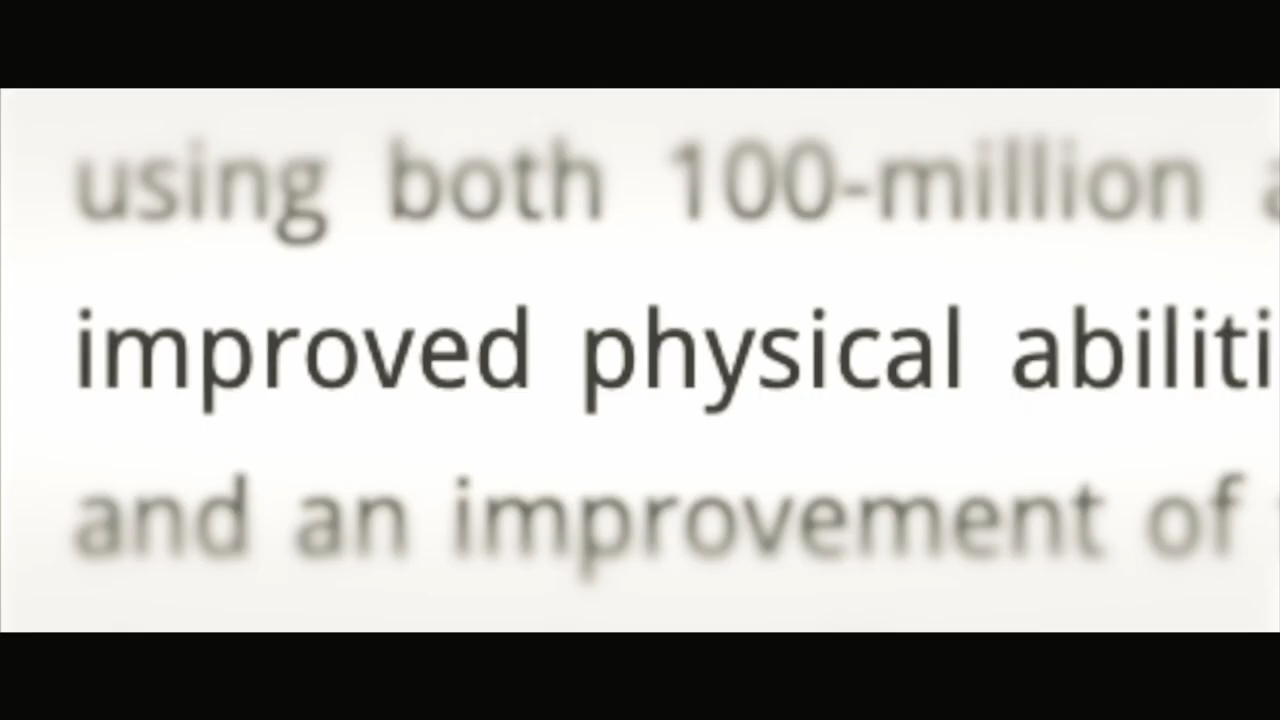 using both 100-million
improved physical abiliti
and an improvement of